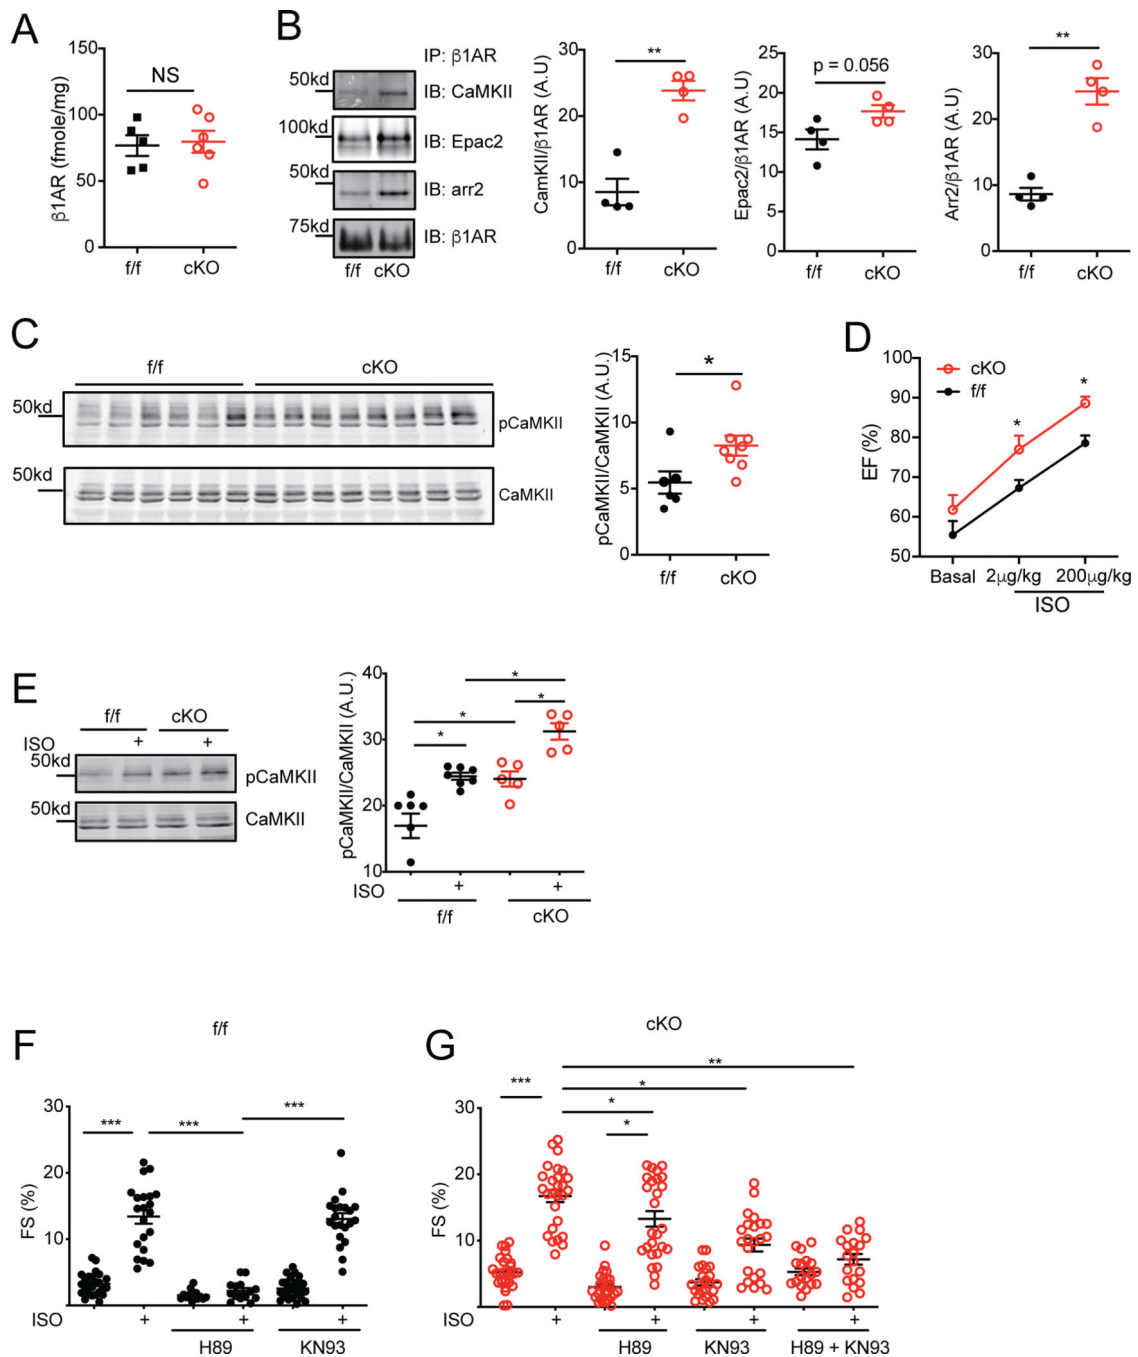 A
β1AR (fmole/mg)
150
100
50
0
NS
f/f
cKO
B
IP: β1AR
50kd
IB: CaMKII
100kd
IB: Epac2
50kd
IB: arr2
75kd
IB: β1AR
f/f cKO
CamKII/β1AR (A.U)
30
20
10
0
**
f/f
cKO
Epac2/β1AR (A.U)
25
20
15
10
5
0
p = 0.056
f/f
cKO
Arr2/β1AR (A.U)
30
20
10
0
**
f/f
cKO
C
f/f
cKO
50kd
pCaMKII
50kd
CaMKII
pCaMKII/CaMKII (A.U.)
15
10
5
0
*
f/f
cKO
D
EF (%)
100
90
80
70
60
50
cKO
f/f
*
*
Basal
2μg/kg
200μg/kg
ISO
E
f/f
cKO
ISO
+
+
50kd
pCaMKII
50kd
CaMKII
pCaMKII/CaMKII (A.U.)
40
30
20
10
*
*
*
*
ISO
+
+
f/f
cKO
F
f/f
FS (%)
30
20
10
0
***
***
***
ISO
+
+
+
H89
KN93
G
cKO
FS (%)
30
20
10
0
***
**
*
*
*
ISO
+
+
+
+
H89
KN93
H89 + KN93